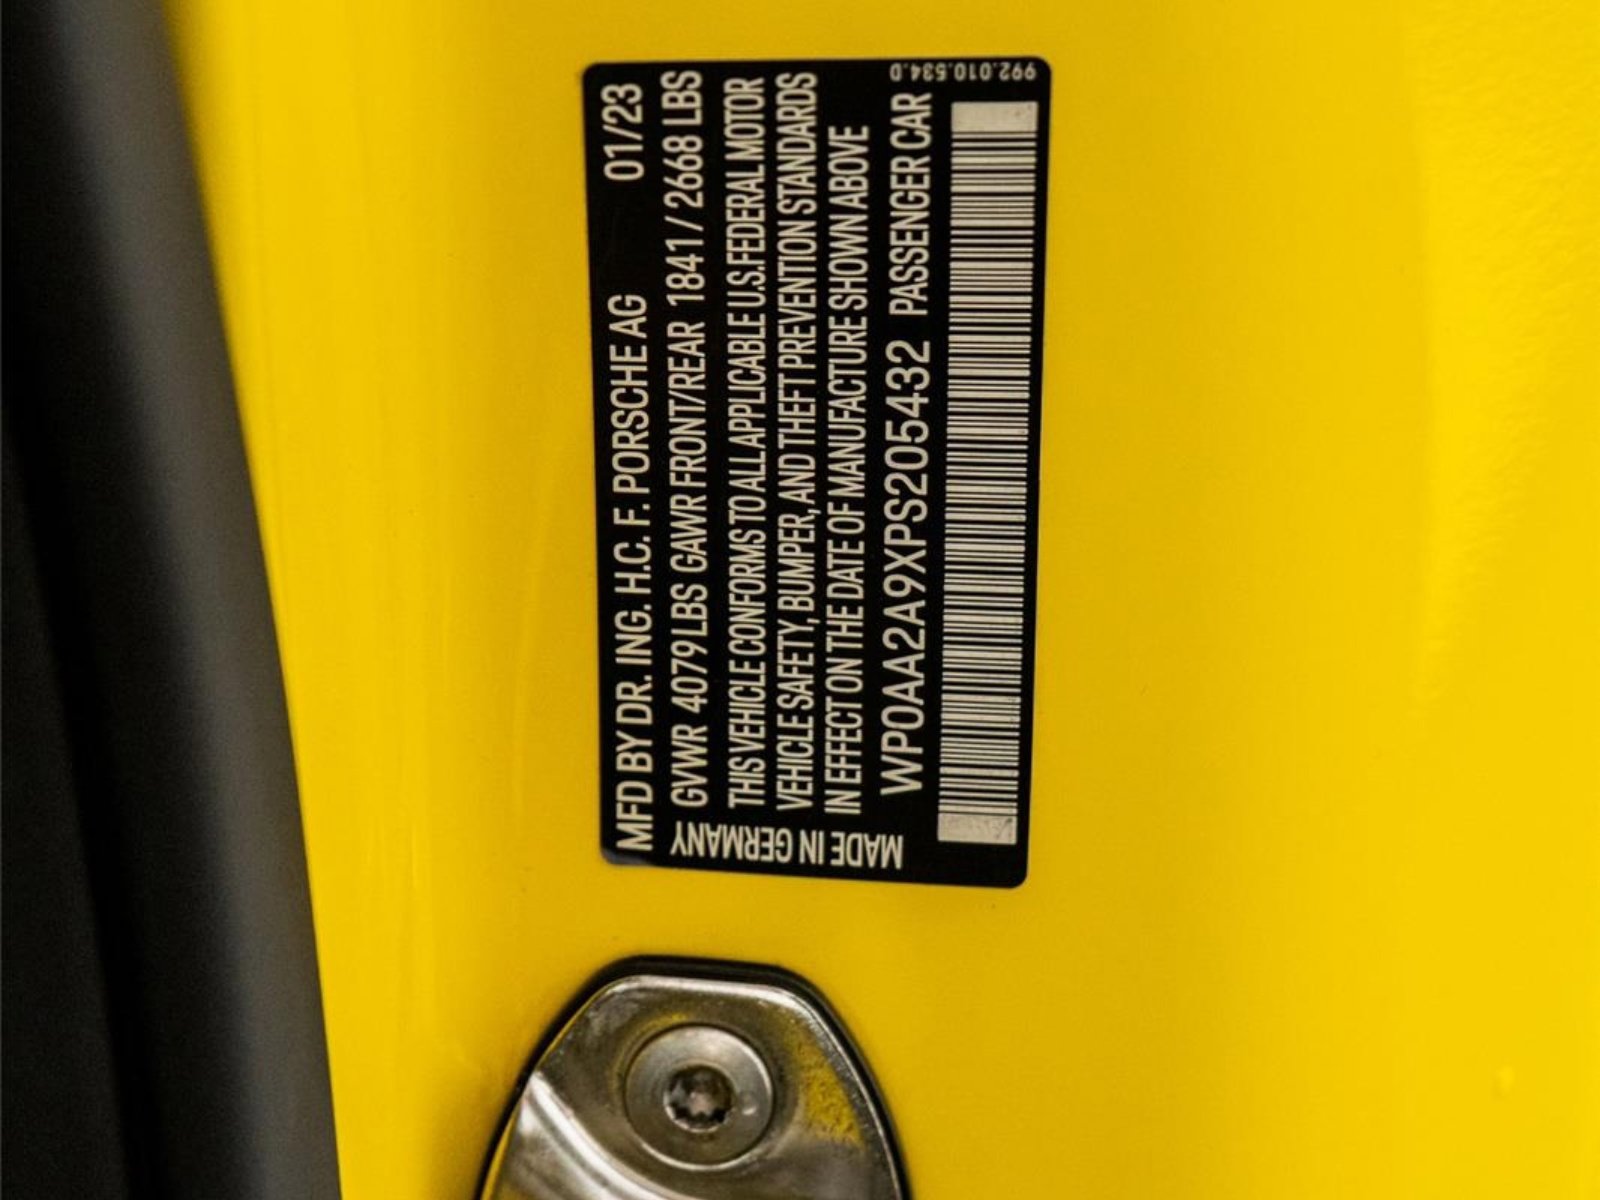 MFD BY DR. ING. H.C. F. PORSCHE AG 01/23
GVWR 4079 LBS GAWR FRONT/REAR 1841 / 2668 LBS
THIS VEHICLE CONFORMS TO ALL APPLICABLE U.S. FEDERAL MOTOR
VEHICLE SAFETY, BUMPER, AND THEFT PREVENTION STANDARDS
IN EFFECT ON THE DATE OF MANUFACTURE SHOWN ABOVE
WP0AA2A9XPS205432 PASSENGER CAR
MADE IN GERMANY
992.010.534.D